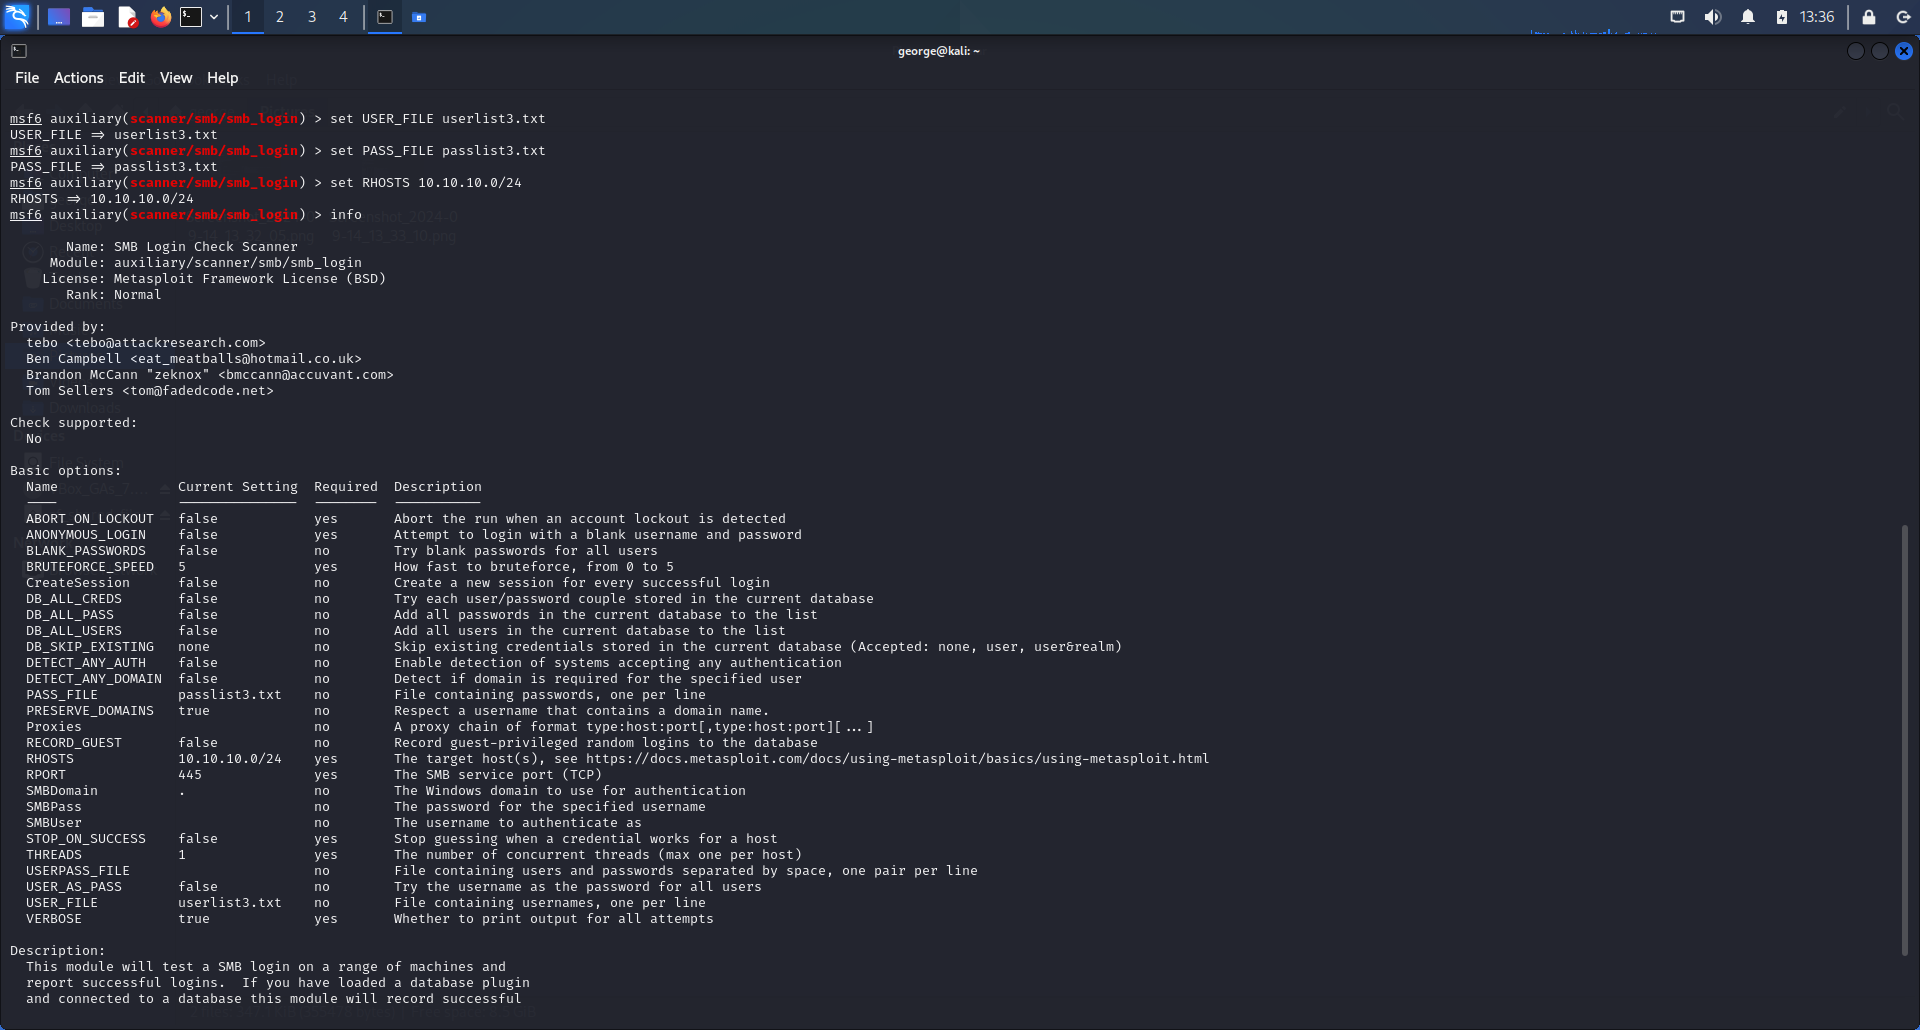 1 2 3 4 13:36
george@kali: ~
File Actions Edit View Help
msf6 auxiliary(scanner/smb/smb_login) > set USER_FILE userlist3.txt
USER_FILE => userlist3.txt
msf6 auxiliary(scanner/smb/smb_login) > set PASS_FILE passlist3.txt
PASS_FILE => passlist3.txt
msf6 auxiliary(scanner/smb/smb_login) > set RHOSTS 10.10.10.0/24
RHOSTS => 10.10.10.0/24
msf6 auxiliary(scanner/smb/smb_login) > info
Name: SMB Login Check Scanner
Module: auxiliary/scanner/smb/smb_login
License: Metasploit Framework License (BSD)
Rank: Normal
Provided by:
tebo <tebo@attackresearch.com>
Ben Campbell <eat_meatballs@hotmail.co.uk>
Brandon McCann "zeknox" <bmccann@accuvant.com>
Tom Sellers <tom@fadedcode.net>
Check supported:
No
Basic options:
Name Current Setting Required Description
ABORT_ON_LOCKOUT false yes Abort the run when an account lockout is detected
ANONYMOUS_LOGIN false yes Attempt to login with a blank username and password
BLANK_PASSWORDS false no Try blank passwords for all users
BRUTEFORCE_SPEED 5 yes How fast to bruteforce, from 0 to 5
CreateSession false no Create a new session for every successful login
DB_ALL_CREDS false no Try each user/password couple stored in the current database
DB_ALL_PASS false no Add all passwords in the current database to the list
DB_ALL_USERS false no Add all users in the current database to the list
DB_SKIP_EXISTING none no Skip existing credentials stored in the current database (Accepted: none, user, user&realm)
DETECT_ANY_AUTH false no Enable detection of systems accepting any authentication
DETECT_ANY_DOMAIN false no Detect if domain is required for the specified user
PASS_FILE passlist3.txt no File containing passwords, one per line
PRESERVE_DOMAINS true no Respect a username that contains a domain name.
Proxies no A proxy chain of format type:host:port[,type:host:port][...]
RECORD_GUEST false no Record guest-privileged random logins to the database
RHOSTS 10.10.10.0/24 yes The target host(s), see https://docs.metasploit.com/docs/using-metasploit/basics/using-metasploit.html
RPORT 445 yes The SMB service port (TCP)
SMBDomain . no The Windows domain to use for authentication
SMBPass no The password for the specified username
SMBUser no The username to authenticate as
STOP_ON_SUCCESS false yes Stop guessing when a credential works for a host
THREADS 1 yes The number of concurrent threads (max one per host)
USERPASS_FILE no File containing users and passwords separated by space, one pair per line
USER_AS_PASS false no Try the username as the password for all users
USER_FILE userlist3.txt no File containing usernames, one per line
VERBOSE true yes Whether to print output for all attempts
Description:
This module will test a SMB login on a range of machines and
report successful logins. If you have loaded a database plugin
and connected to a database this module will record successful